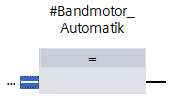 #Bandmotor_
Automatik
=
...